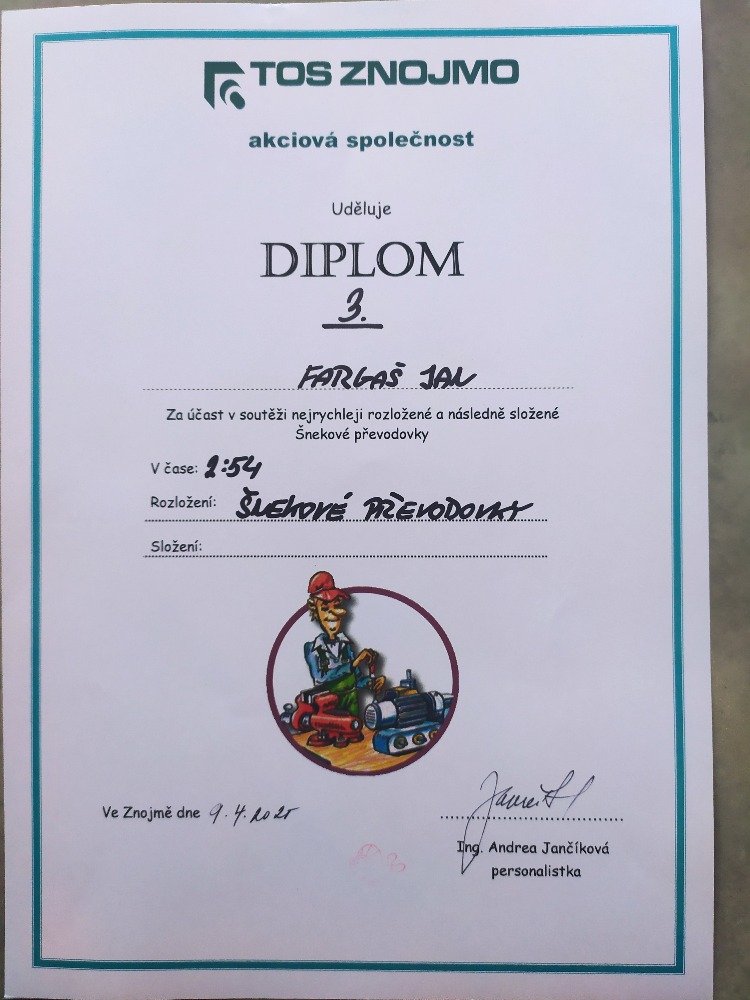 TOS ZNOJMO
akciová společnost
Uděluje
DIPLOM
3.
FARGAŠ JAN
Za účast v soutěži nejrychleji rozložené a následně složené
Šnekové převodovky
V čase: 2:54
Rozložení: ŠNEKOVÉ PŘEVODOVKY
Složení:
Ve Znojmě dne 9.4.2025
Ing. Andrea Jančíková
personalistka